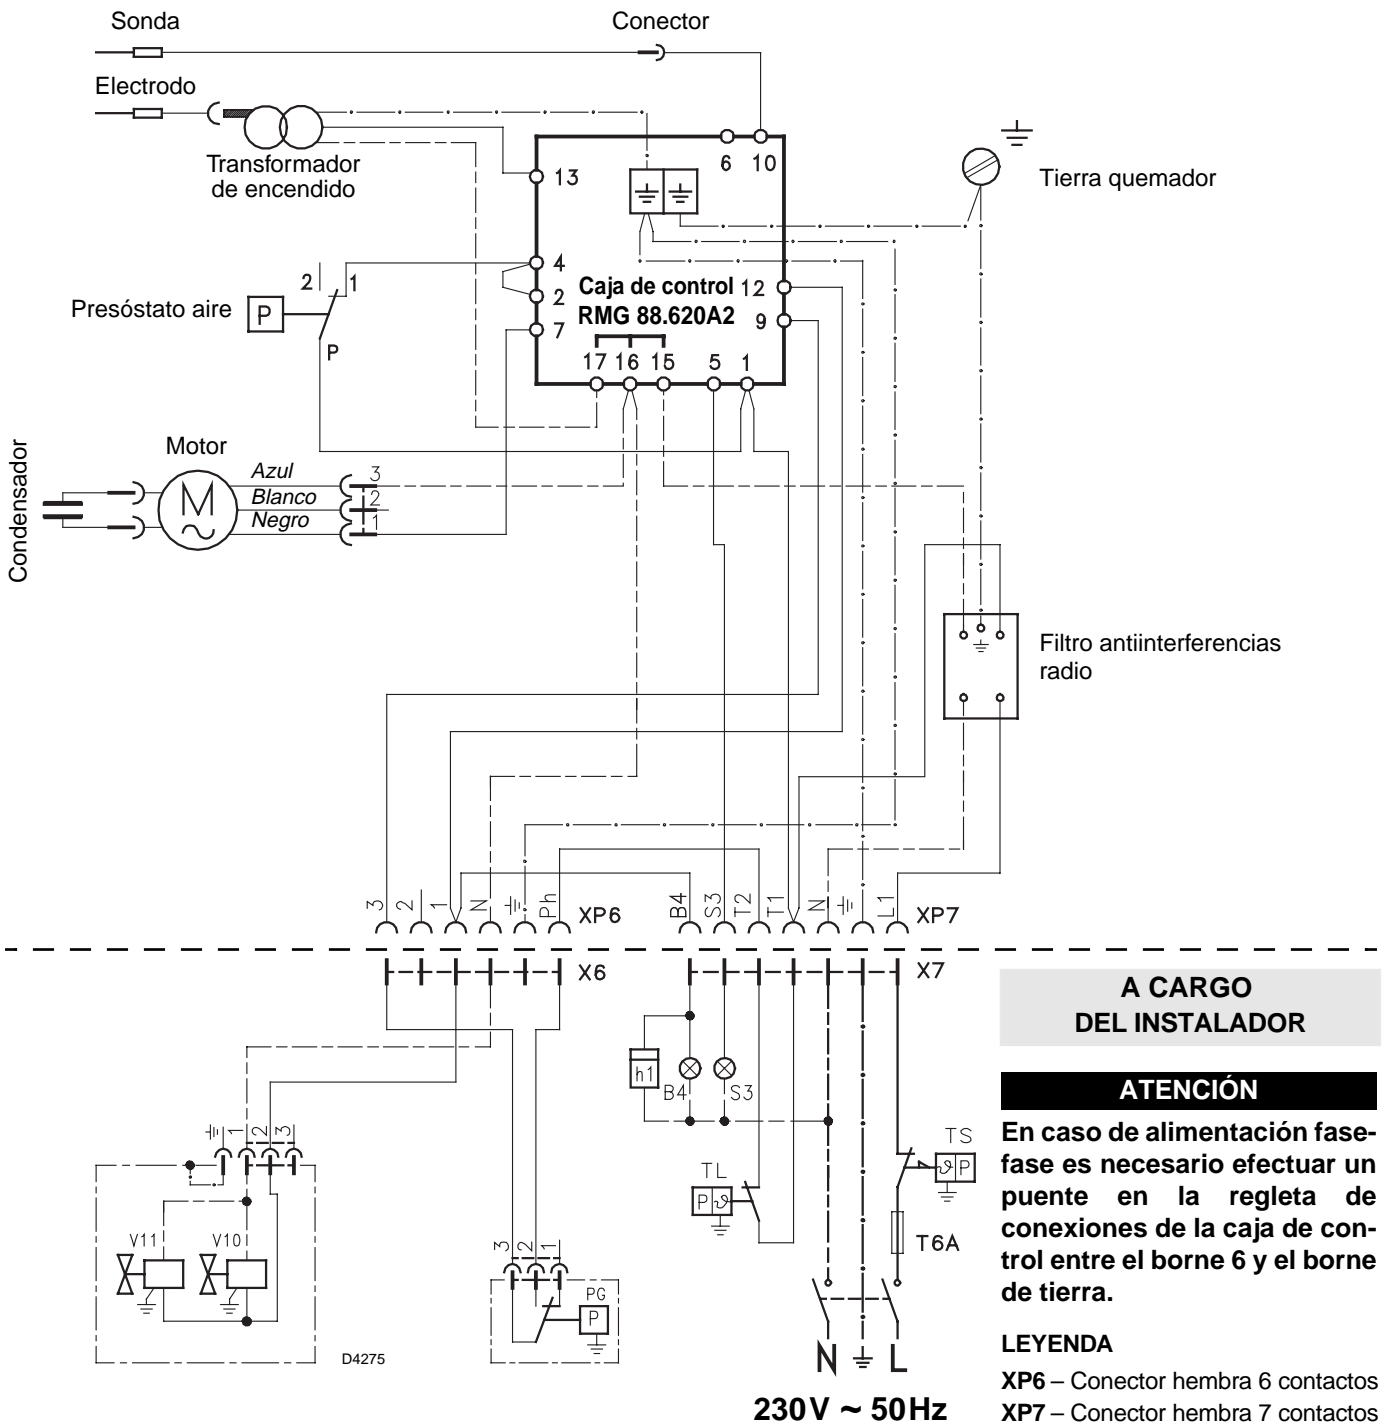 Sonda
Conector
Electrodo
Transformador
de encendido
6 10
13
Tierra quemador
4
2 1
Presóstato aire P
2
Caja de control 12
RMG 88.620A2 9
7
P
17 16 15 5 1
Condensador
Motor
M
Azul 3
Blanco 2
Negro 1
Filtro antiinterferencias
radio
3 2 1 N Ph XP6
B4 S3 T2 T1 N L1 XP7
X6
X7
A CARGO
DEL INSTALADOR
ATENCIÓN
En caso de alimentación fase-
fase es necesario efectuar un
puente en la regleta de
conexiones de la caja de con-
trol entre el borne 6 y el borne
de tierra.
h1
B4 S3
TS
ϑ P
TL
P ϑ
T6A
1 2 3
V11 V10
3 2 1
PG
P
D4275
N L
230V ~ 50Hz
LEYENDA
XP6 – Conector hembra 6 contactos
XP7 – Conector hembra 7 contactos